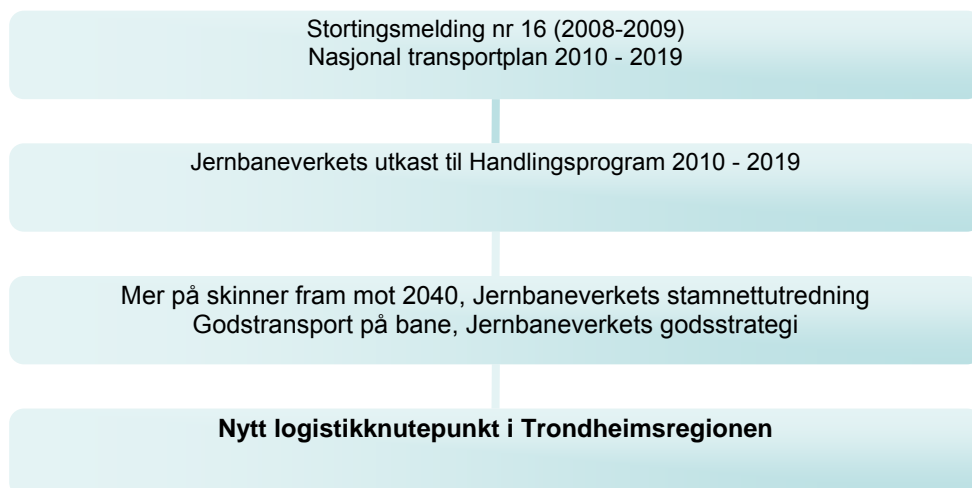 Stortingsmelding nr 16 (2008-2009)
Nasjonal transportplan 2010 - 2019
Jernbaneverkets utkast til Handlingsprogram 2010 - 2019
Mer på skinner fram mot 2040, Jernbaneverkets stamnettutredning
Godstransport på bane, Jernbaneverkets godsstrategi
Nytt logistikknutepunkt i Trondheimsregionen